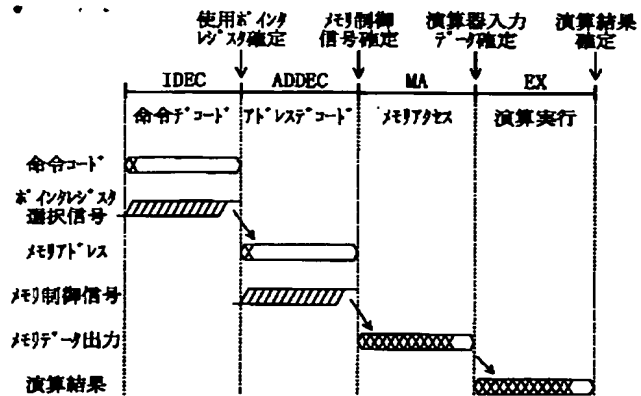 使用ポインタ メモリ制御 演算器入力 演算結果
レジスタ確定 信号確定 データ確定 確定
IDEC ADDEC MA EX
命令デコード アドレスデコード メモリアクセス 演算実行
命令コード
ポインタレジスタ
選択信号
メモリアドレス
メモリ制御信号
メモリデータ出力
演算結果